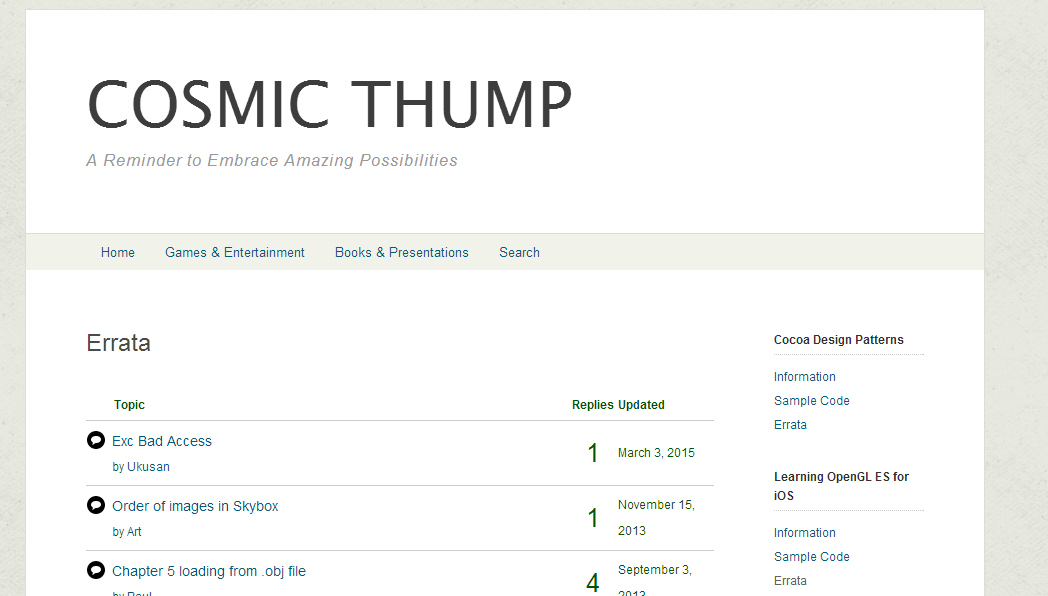 COSMIC THUMP
A Reminder to Embrace Amazing Possibilities
Home Games & Entertainment Books & Presentations Search
Errata
Topic Replies Updated
Exc Bad Access
by Ukusan
1 March 3, 2015
Order of images in Skybox
by Art
1 November 15,
2013
Chapter 5 loading from .obj file
4 September 3,
2013
Cocoa Design Patterns
Information
Sample Code
Errata
Learning OpenGL ES for
iOS
Information
Sample Code
Errata